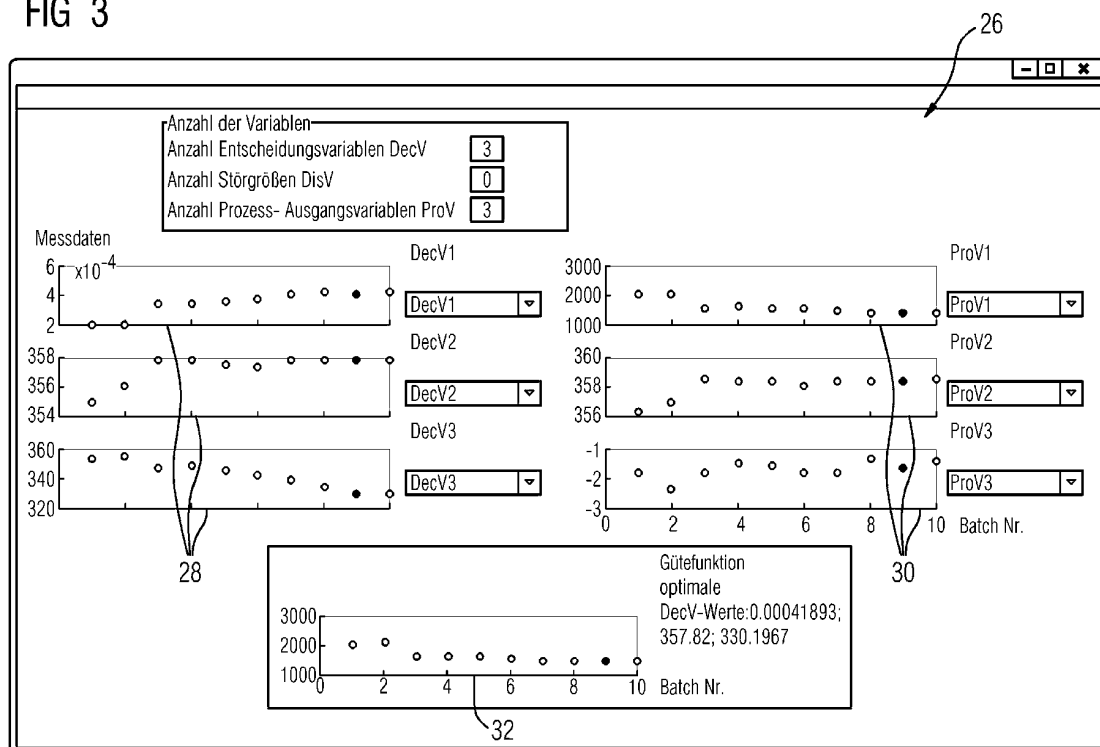 FIG 3
26
Anzahl der Variablen
Anzahl Entscheidungsvariablen DecV 3
Anzahl Störgrößen DisV 0
Anzahl Prozess- Ausgangsvariablen ProV 3
Messdaten
x10-4
6
4
2
DecV1
DecV1
358
356
354
DecV2
DecV2
360
340
320
DecV3
DecV3
28
3000
2000
1000
ProV1
ProV1
360
358
356
ProV2
ProV2
-1
-2
-3
ProV3
ProV3
0 2 4 6 8 10 Batch Nr.
30
Gütefunktion
optimale
DecV-Werte:0.00041893;
357.82; 330.1967
3000
2000
1000
0 2 4 6 8 10 Batch Nr.
32